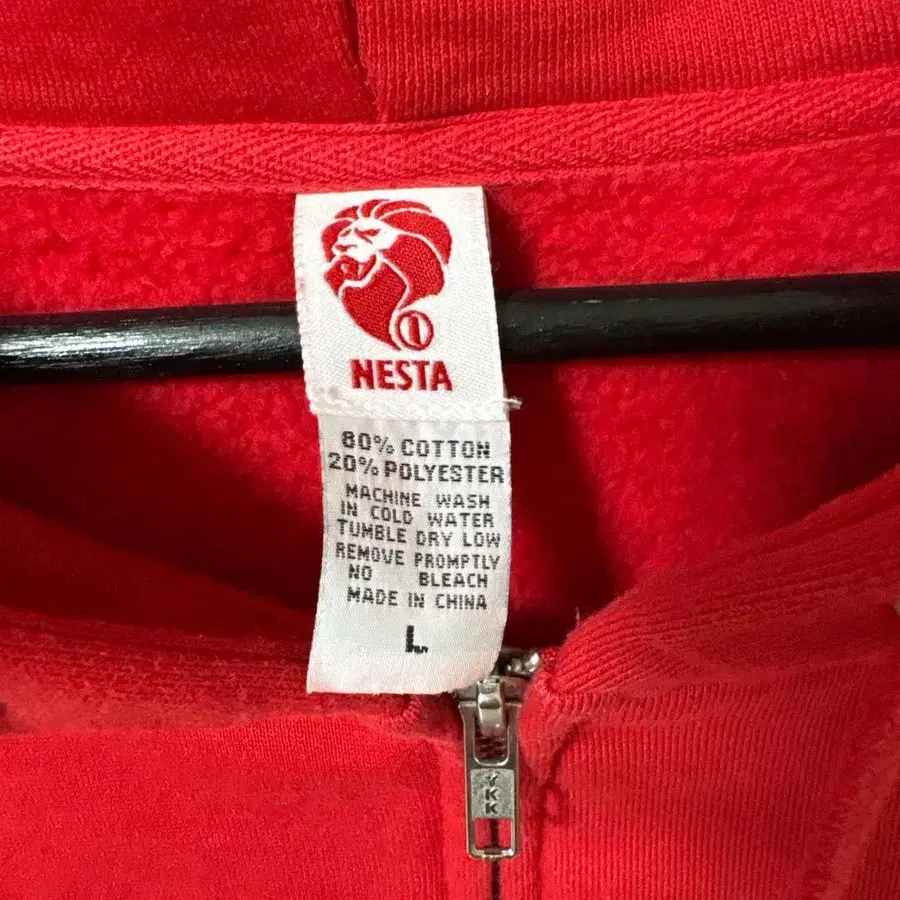 1
NESTA
80% COTTON
20% POLYESTER
MACHINE WASH
IN COLD WATER
TUMBLE DRY LOW
REMOVE PROMPTLY
NO BLEACH
MADE IN CHINA
L
YKK